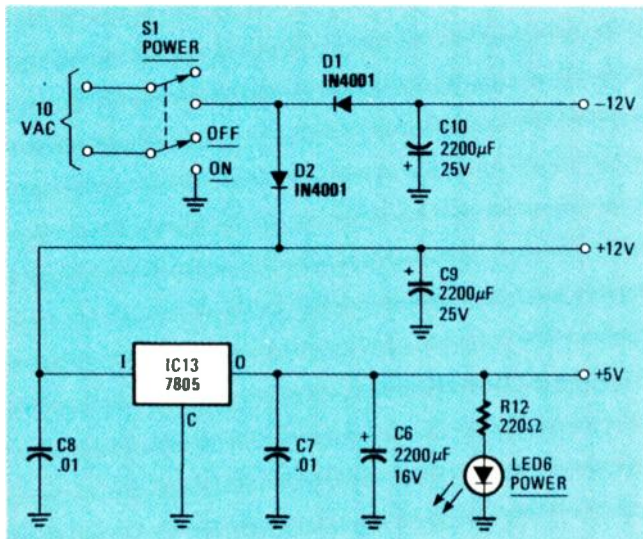 S1
POWER
10
VAC
OFF
ON
D1
IN4001
D2
IN4001
−12V
C10
2200µF
25V
+
+12V
+
C9
2200µF
25V
I
IC13
7805
O
C
+5V
C8
.01
C7
.01
+
C6
2200µF
16V
R12
220Ω
LED6
POWER